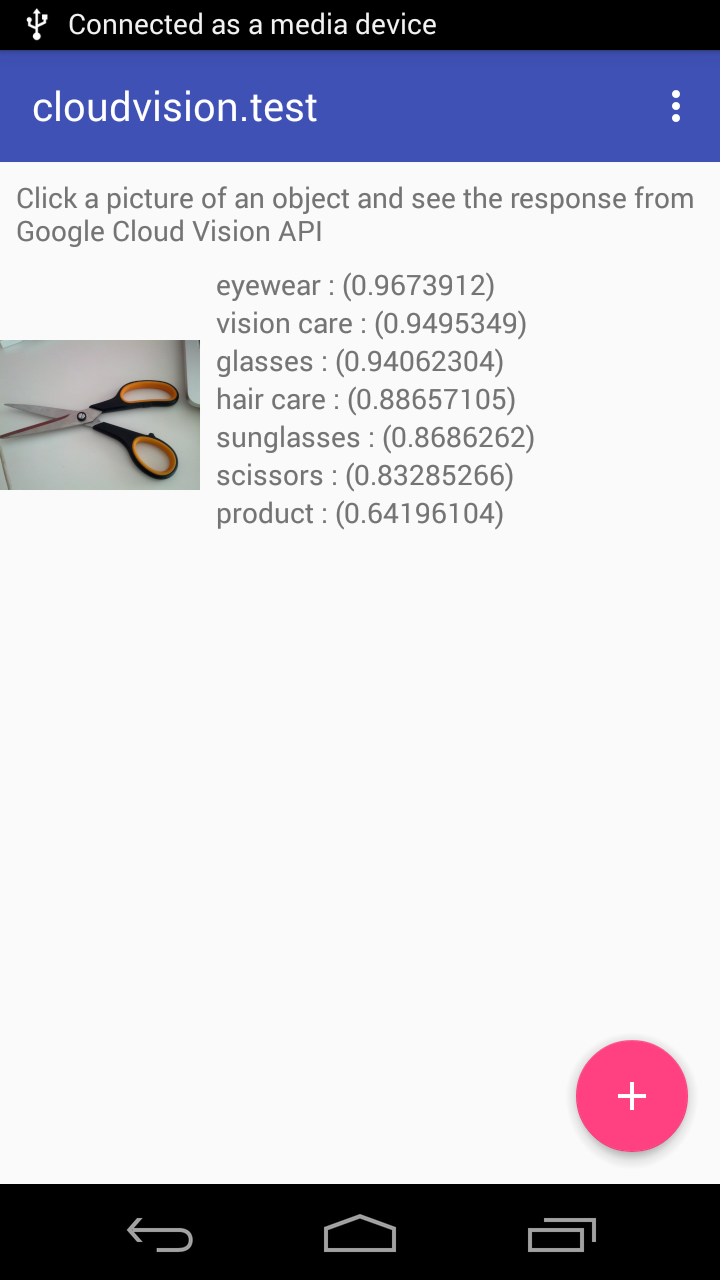 Connected as a media device
cloudvision.test
Click a picture of an object and see the response from
Google Cloud Vision API
eyewear : (0.9673912)
vision care : (0.9495349)
glasses : (0.94062304)
hair care : (0.88657105)
sunglasses : (0.8686262)
scissors : (0.83285266)
product : (0.64196104)